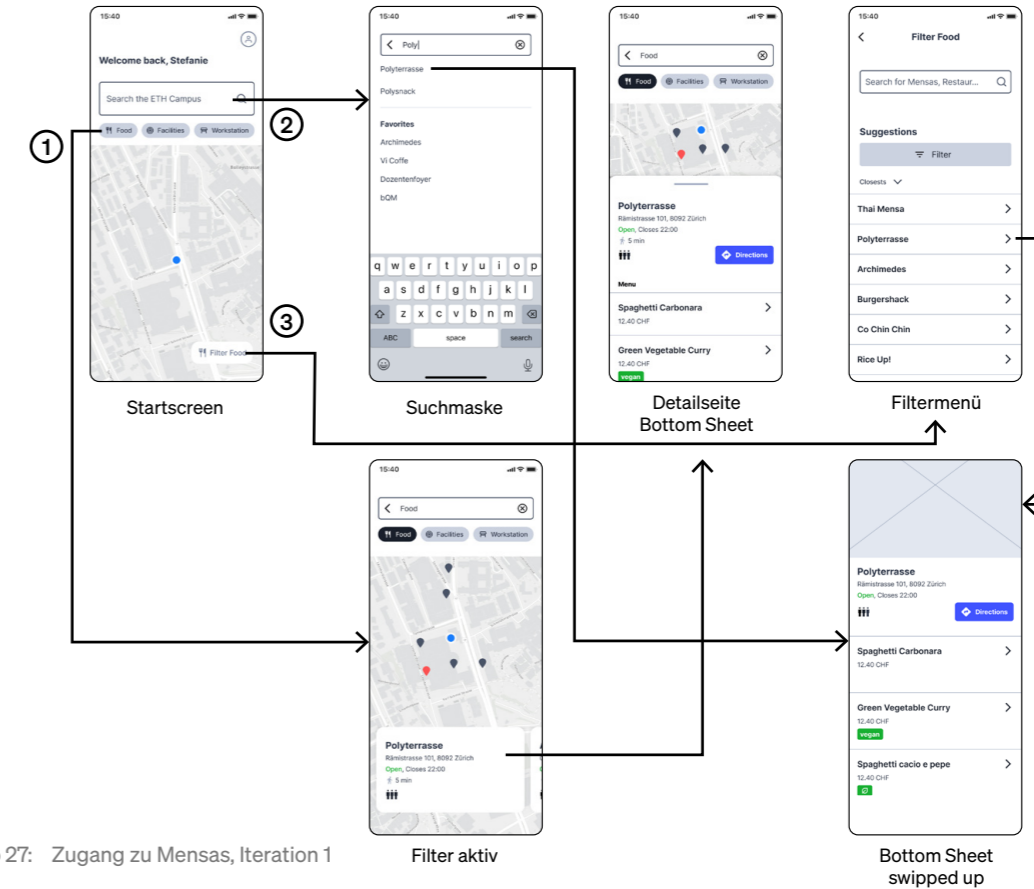 15:40
Welcome back, Stefanie
Search the ETH Campus
Food Facilities Workstation
1
2
3
Filter Food
Startscreen
Poly
Polyterrasse
Polysnack
Favorites
Archimedes
Vi Coffe
Dozentenfoyer
bQM
q w e r t y u i o p
a s d f g h j k l
z x c v b n m
ABC space search
Suchmaske
15:40
Food
Food Facilities Workstation
Polyterrasse
Rämistrasse 101, 8092 Zürich
Open, Closes 22:00
5 min
Directions
Menu
Spaghetti Carbonara
12.40 CHF
Green Vegetable Curry
12.40 CHF
vegan
Detailseite
Bottom Sheet
15:40
Filter Food
Search for Mensas, Restaur...
Suggestions
Filter
Closests
Thai Mensa
Polyterrasse
Archimedes
Burgershack
Co Chin Chin
Rice Up!
Filtermenü
15:40
Food
Food Facilities Workstation
Polyterrasse
Rämistrasse 101, 8092 Zürich
Open, Closes 22:00
5 min
Filter aktiv
Polyterrasse
Rämistrasse 101, 8092 Zürich
Open, Closes 22:00
Directions
Spaghetti Carbonara
12.40 CHF
Green Vegetable Curry
12.40 CHF
vegan
Spaghetti cacio e pepe
12.40 CHF
Bottom Sheet
swipped up
27: Zugang zu Mensas, Iteration 1